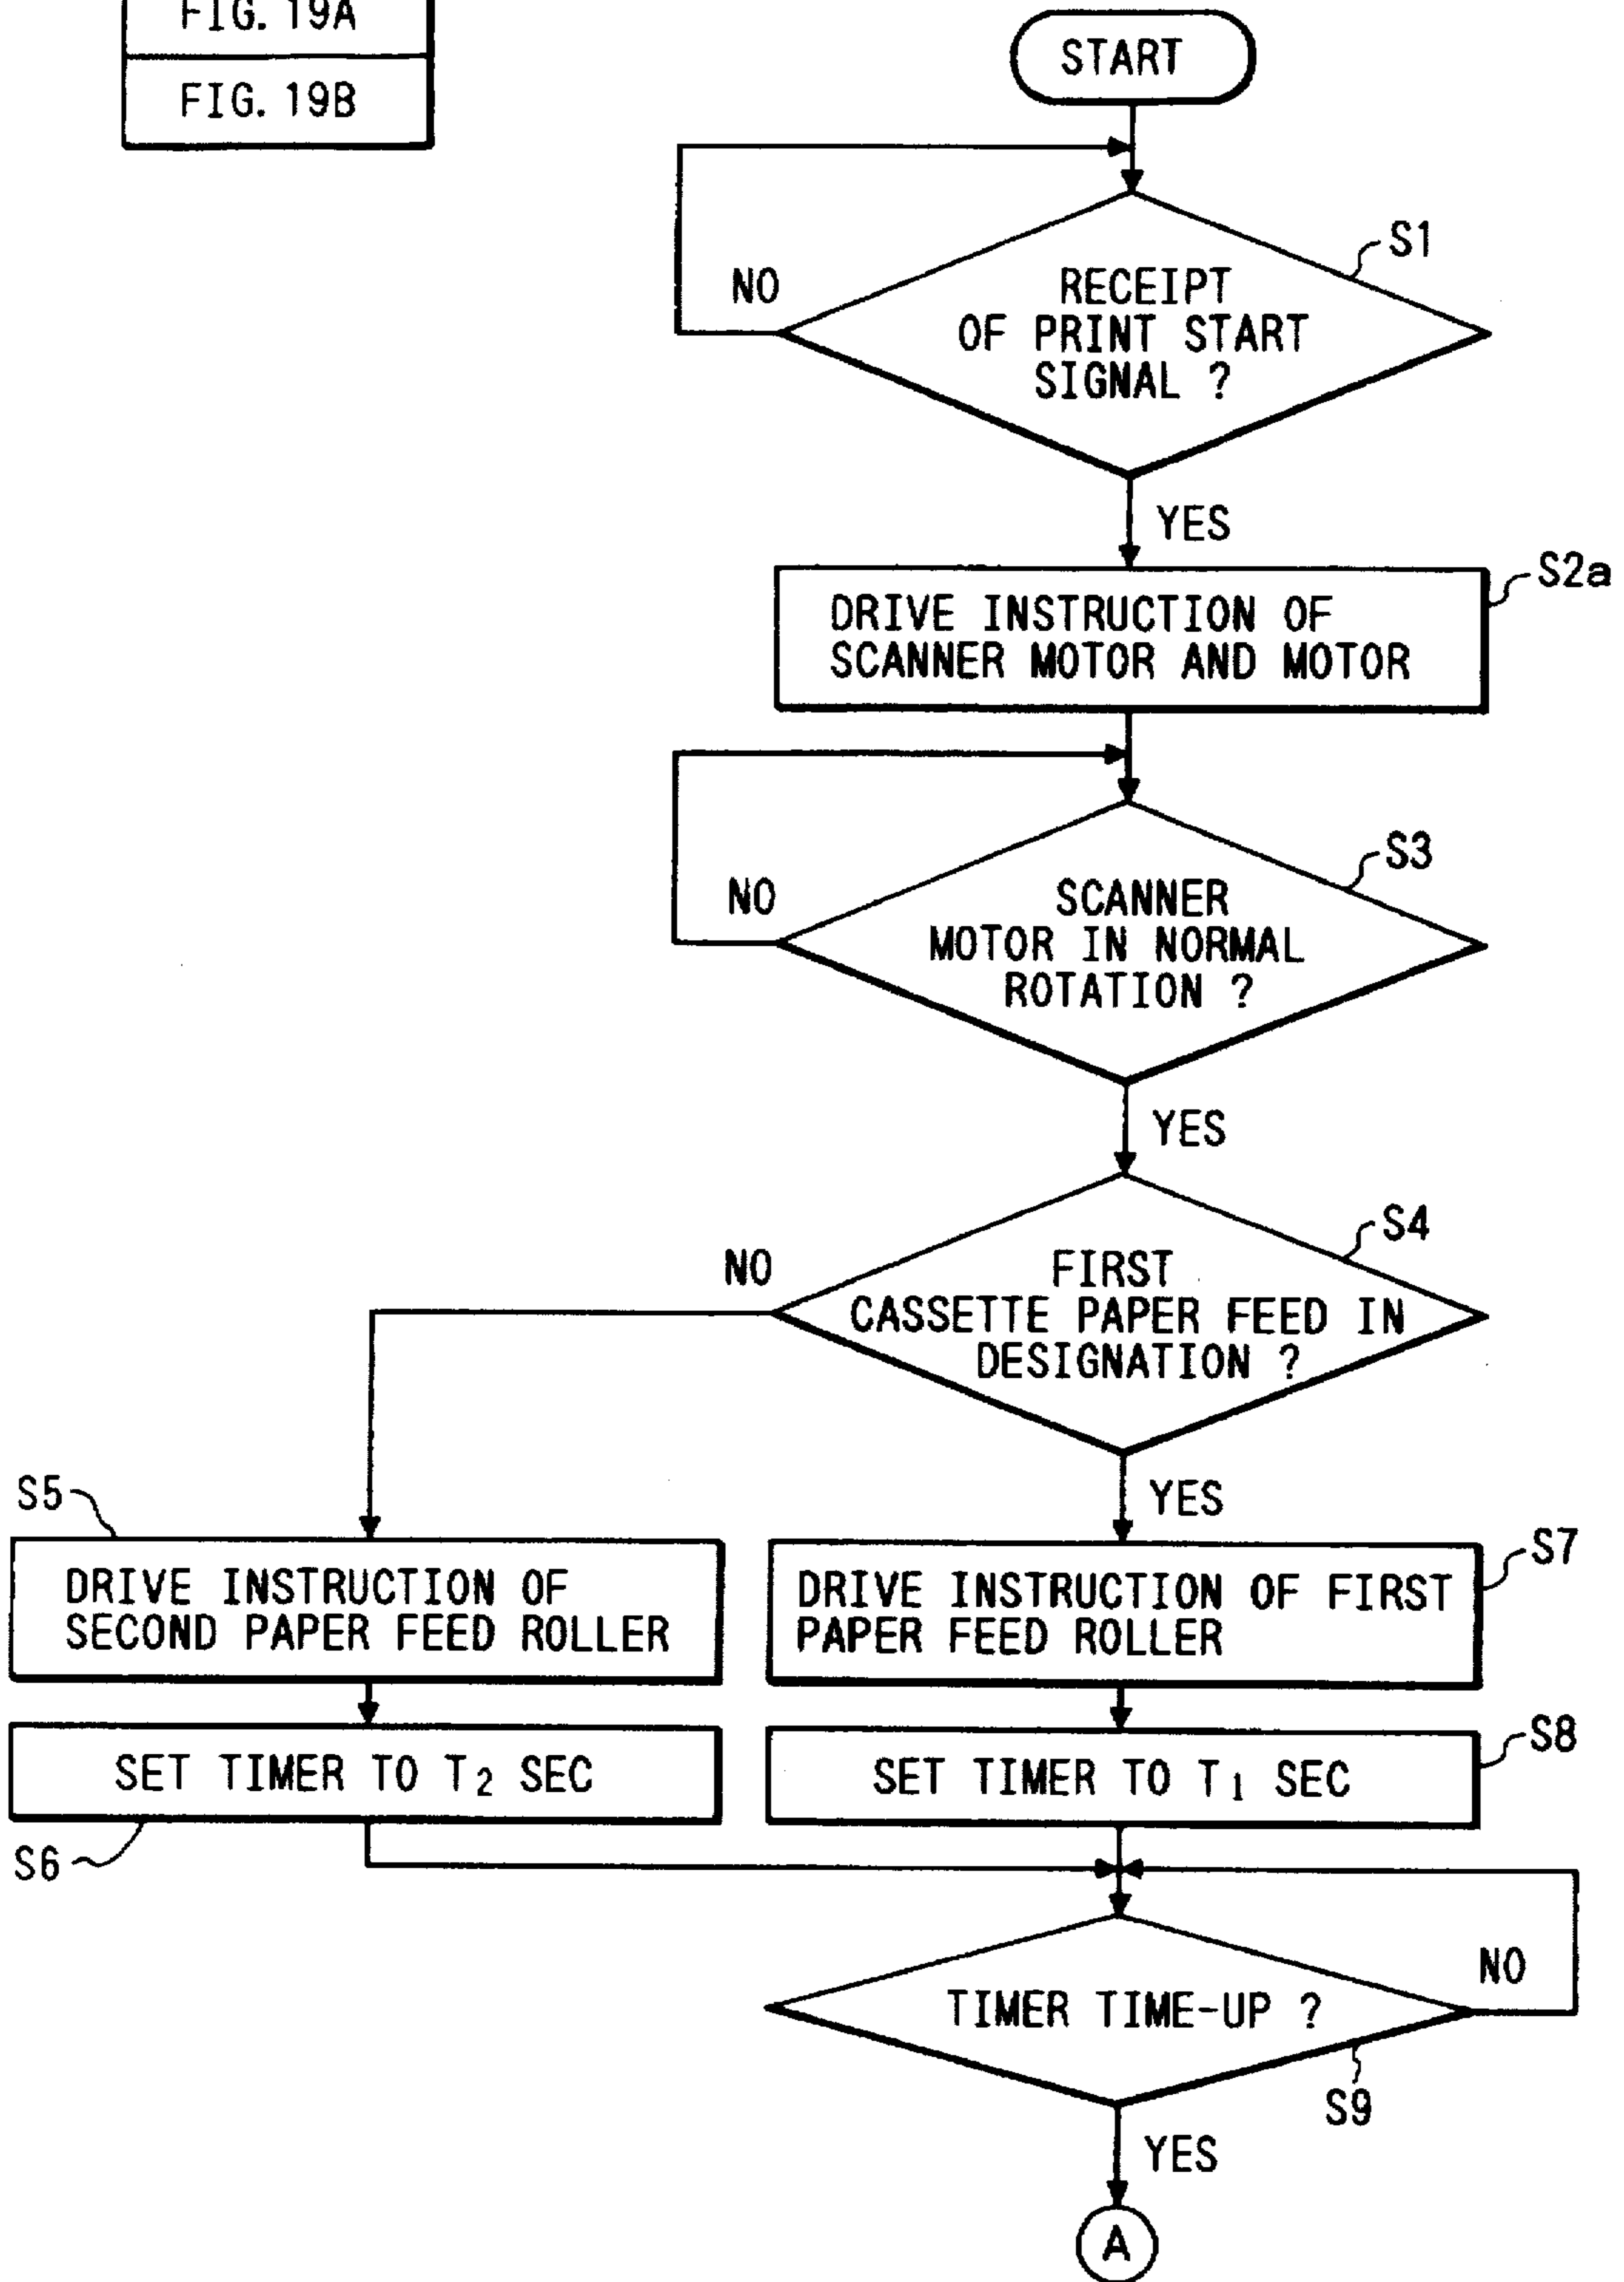 FIG. 19A
FIG. 19B
START
S1
NO
RECEIPT
OF PRINT START
SIGNAL ?
YES
S2a
DRIVE INSTRUCTION OF
SCANNER MOTOR AND MOTOR
S3
NO
SCANNER
MOTOR IN NORMAL
ROTATION ?
YES
S4
NO
FIRST
CASSETTE PAPER FEED IN
DESIGNATION ?
YES
S5
DRIVE INSTRUCTION OF
SECOND PAPER FEED ROLLER
S7
DRIVE INSTRUCTION OF FIRST
PAPER FEED ROLLER
SET TIMER TO T₂ SEC
S6
S8
SET TIMER TO T₁ SEC
NO
TIMER TIME-UP ?
S9
YES
A